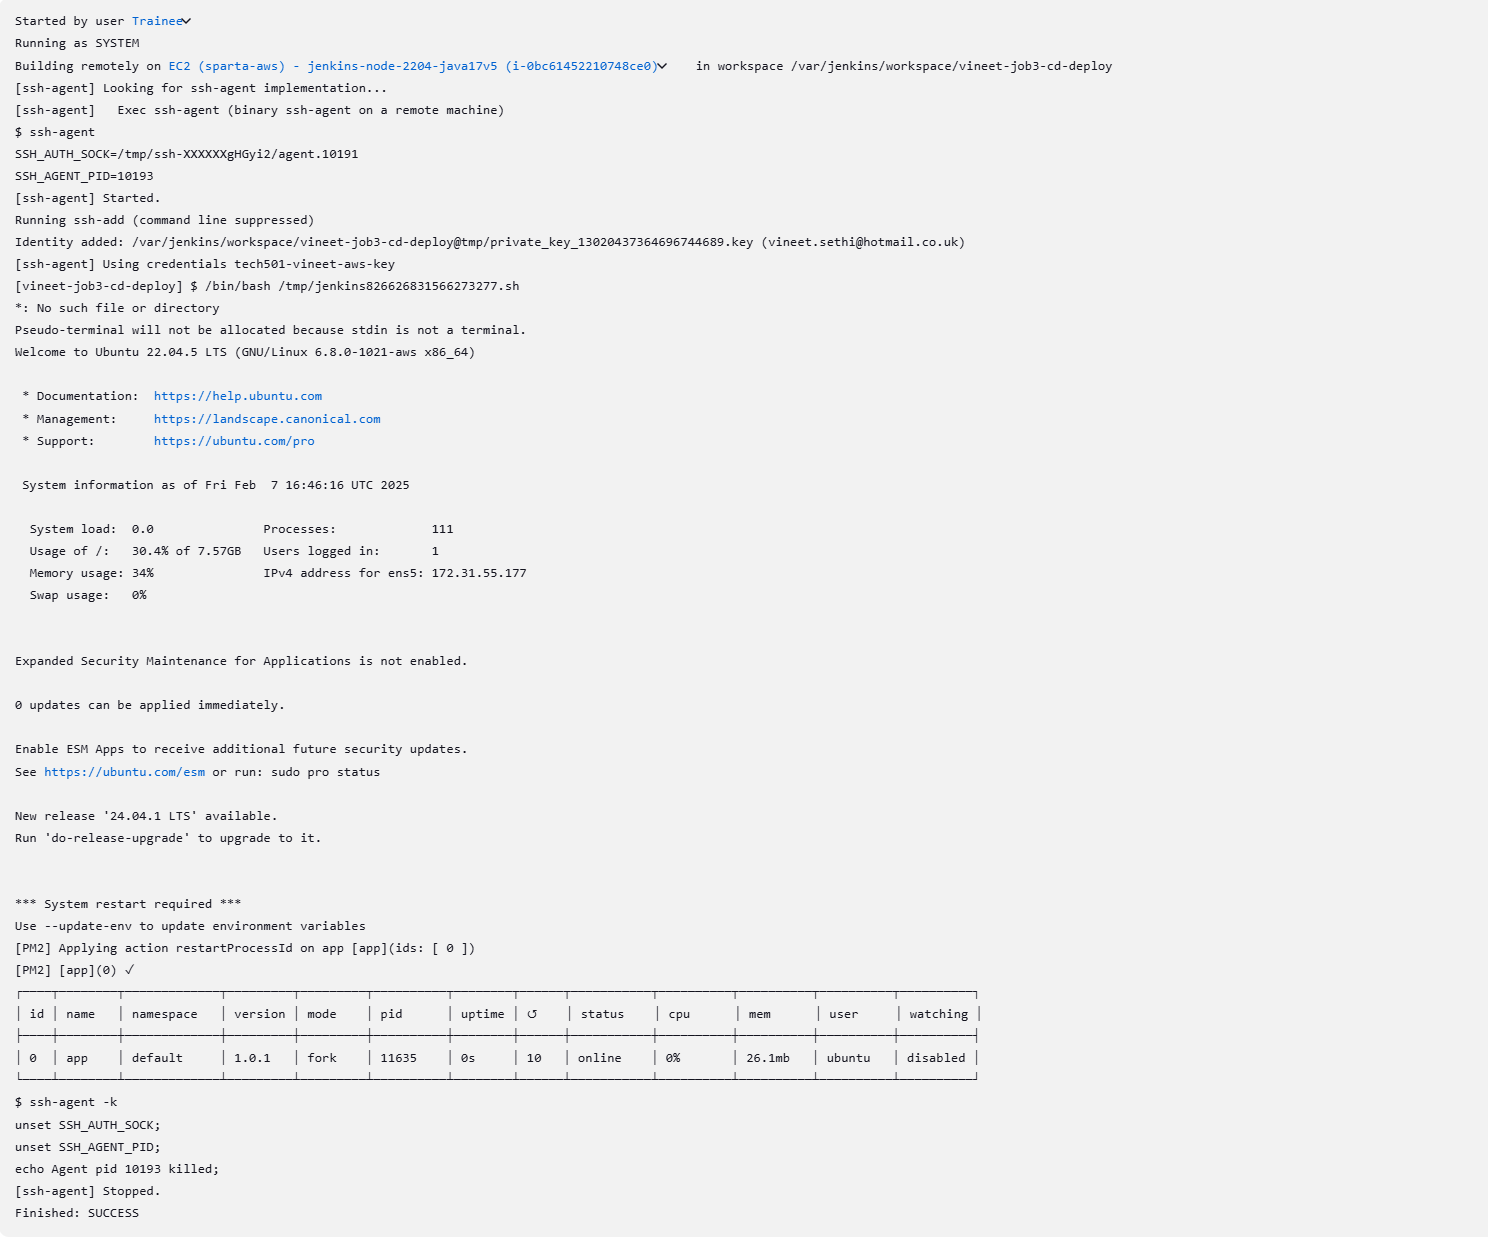 Started by user Trainee
Running as SYSTEM
Building remotely on EC2 (sparta-aws) - jenkins-node-2204-java17v5 (i-0bc61452210748ce0) in workspace /var/jenkins/workspace/vineet-job3-cd-deploy
[ssh-agent] Looking for ssh-agent implementation...
[ssh-agent]   Exec ssh-agent (binary ssh-agent on a remote machine)
$ ssh-agent
SSH_AUTH_SOCK=/tmp/ssh-XXXXXXgHGyi2/agent.10191
SSH_AGENT_PID=10193
[ssh-agent] Started.
Running ssh-add (command line suppressed)
Identity added: /var/jenkins/workspace/vineet-job3-cd-deploy@tmp/private_key_13020437364696744689.key (vineet.sethi@hotmail.co.uk)
[ssh-agent] Using credentials tech501-vineet-aws-key
[vineet-job3-cd-deploy] $ /bin/bash /tmp/jenkins826626831566273277.sh
*: No such file or directory
Pseudo-terminal will not be allocated because stdin is not a terminal.
Welcome to Ubuntu 22.04.5 LTS (GNU/Linux 6.8.0-1021-aws x86_64)
* Documentation:  https://help.ubuntu.com
* Management:     https://landscape.canonical.com
* Support:        https://ubuntu.com/pro
System information as of Fri Feb  7 16:46:16 UTC 2025
System load:  0.0               Processes:             111
Usage of /:   30.4% of 7.57GB   Users logged in:       1
Memory usage: 34%               IPv4 address for ens5: 172.31.55.177
Swap usage:   0%
Expanded Security Maintenance for Applications is not enabled.
0 updates can be applied immediately.
Enable ESM Apps to receive additional future security updates.
See https://ubuntu.com/esm or run: sudo pro status
New release '24.04.1 LTS' available.
Run 'do-release-upgrade' to upgrade to it.
*** System restart required ***
Use --update-env to update environment variables
[PM2] Applying action restartProcessId on app [app](ids: [ 0 ])
[PM2] [app](0) ✓
│ id │ name │ namespace │ version │ mode │ pid │ uptime │ ↺ │ status │ cpu │ mem │ user │ watching │
│ 0 │ app │ default │ 1.0.1 │ fork │ 11635 │ 0s │ 10 │ online │ 0% │ 26.1mb │ ubuntu │ disabled │
$ ssh-agent -k
unset SSH_AUTH_SOCK;
unset SSH_AGENT_PID;
echo Agent pid 10193 killed;
[ssh-agent] Stopped.
Finished: SUCCESS